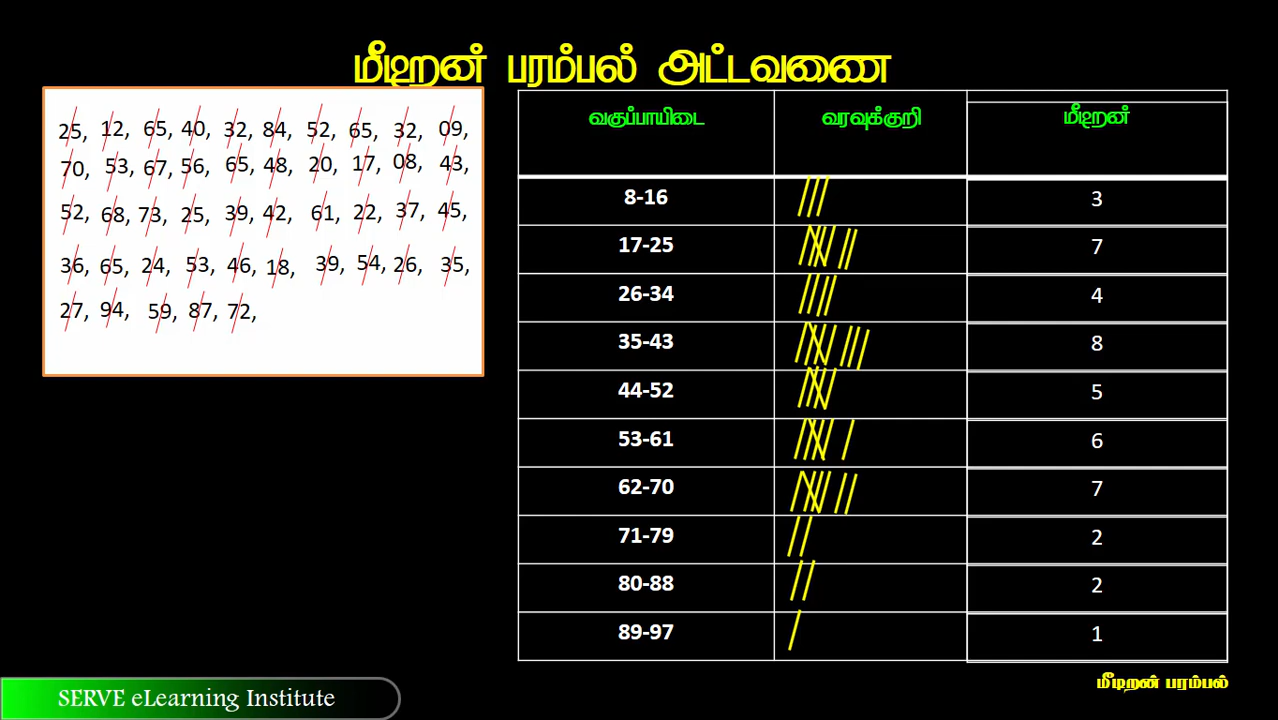 மீடிறன் பரம்பல் அட்டவணை
25, 12, 65, 40, 32, 84, 52, 65, 32, 09,
70, 53, 67, 56, 65, 48, 20, 17, 08, 43,
52, 68, 73, 25, 39, 42, 61, 22, 37, 45,
36, 65, 24, 53, 46, 18, 39, 54, 26, 35,
27, 94, 59, 87, 72,
வகுப்பாயிடை வரவுக்குறி மீடிறன்
8-16 3
17-25 7
26-34 4
35-43 8
44-52 5
53-61 6
62-70 7
71-79 2
80-88 2
89-97 1
SERVE eLearning Institute
மீடிறன் பரம்பல்